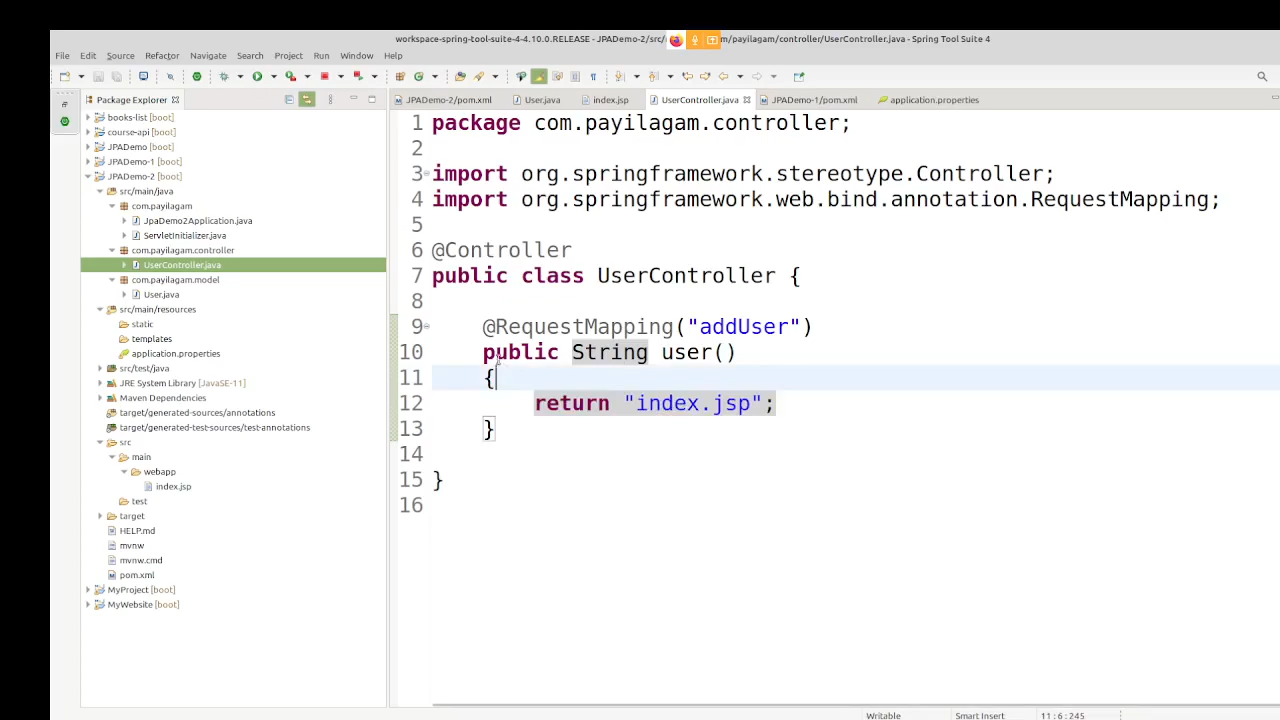 workspace-spring-tool-suite-4-4.10.0.RELEASE - JPADemo-2/src/ m/payilagam/controller/UserController.java - Spring Tool Suite 4
File Edit Source Refactor Navigate Search Project Run Window Help
Package Explorer
JPADemo-2/pom.xml User.java index.jsp UserController.java JPADemo-1/pom.xml application.properties
books-list [boot]
course-api [boot]
JPADemo [boot]
JPADemo-1 [boot]
JPADemo-2 [boot]
src/main/java
com.payilagam
JpaDemo2Application.java
ServletInitializer.java
com.payilagam.controller
UserController.java
com.payilagam.model
User.java
src/main/resources
static
templates
application.properties
src/test/java
JRE System Library [JavaSE-11]
Maven Dependencies
target/generated-sources/annotations
target/generated-test-sources/test-annotations
src
main
webapp
index.jsp
test
target
HELP.md
mvnw
mvnw.cmd
pom.xml
MyProject [boot]
MyWebsite [boot]
1 package com.payilagam.controller;
2
3 import org.springframework.stereotype.Controller;
4 import org.springframework.web.bind.annotation.RequestMapping;
5
6 @Controller
7 public class UserController {
8
9 @RequestMapping("addUser")
10 public String user()
11 {
12 return "index.jsp";
13 }
14
15 }
16
Writable Smart Insert 11:6:245